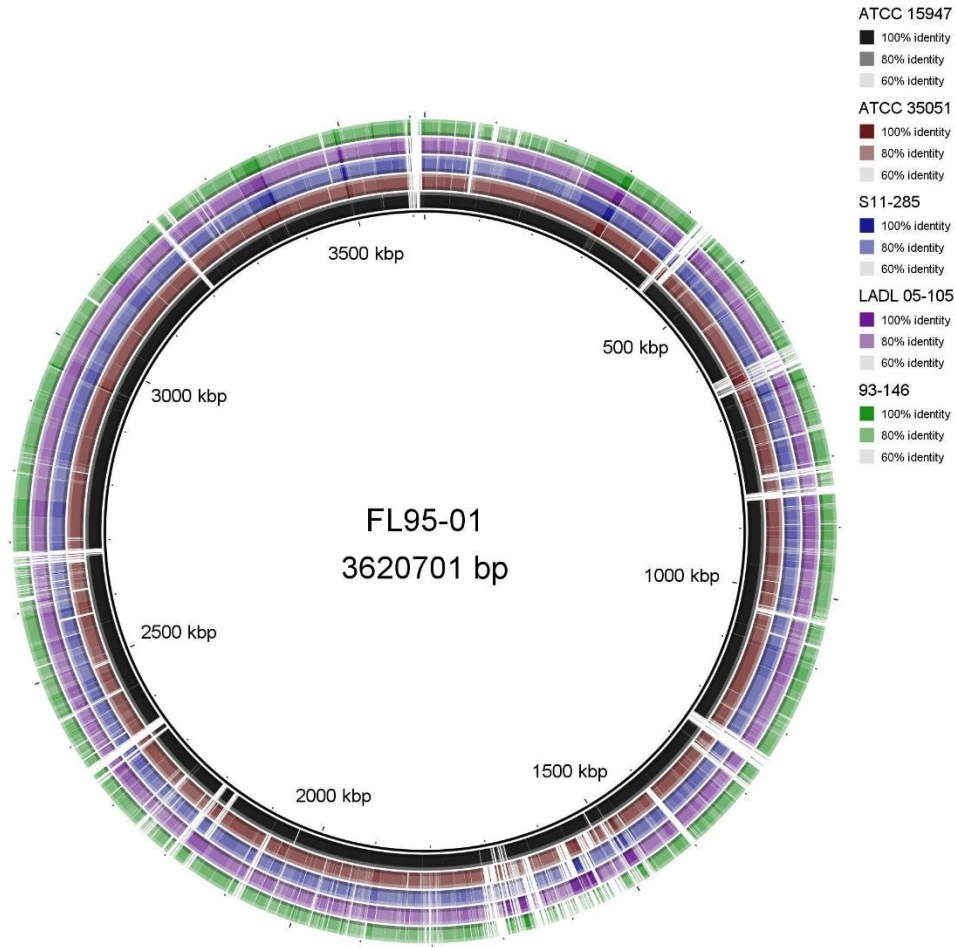 ATCC 15947
100% identity
80% identity
60% identity
ATCC 35051
100% identity
80% identity
60% identity
S11-285
100% identity
80% identity
60% identity
LADL 05-105
100% identity
80% identity
60% identity
93-146
100% identity
80% identity
60% identity
3500 kbp
500 kbp
3000 kbp
FL95-01
3620701 bp
1000 kbp
2500 kbp
1500 kbp
2000 kbp